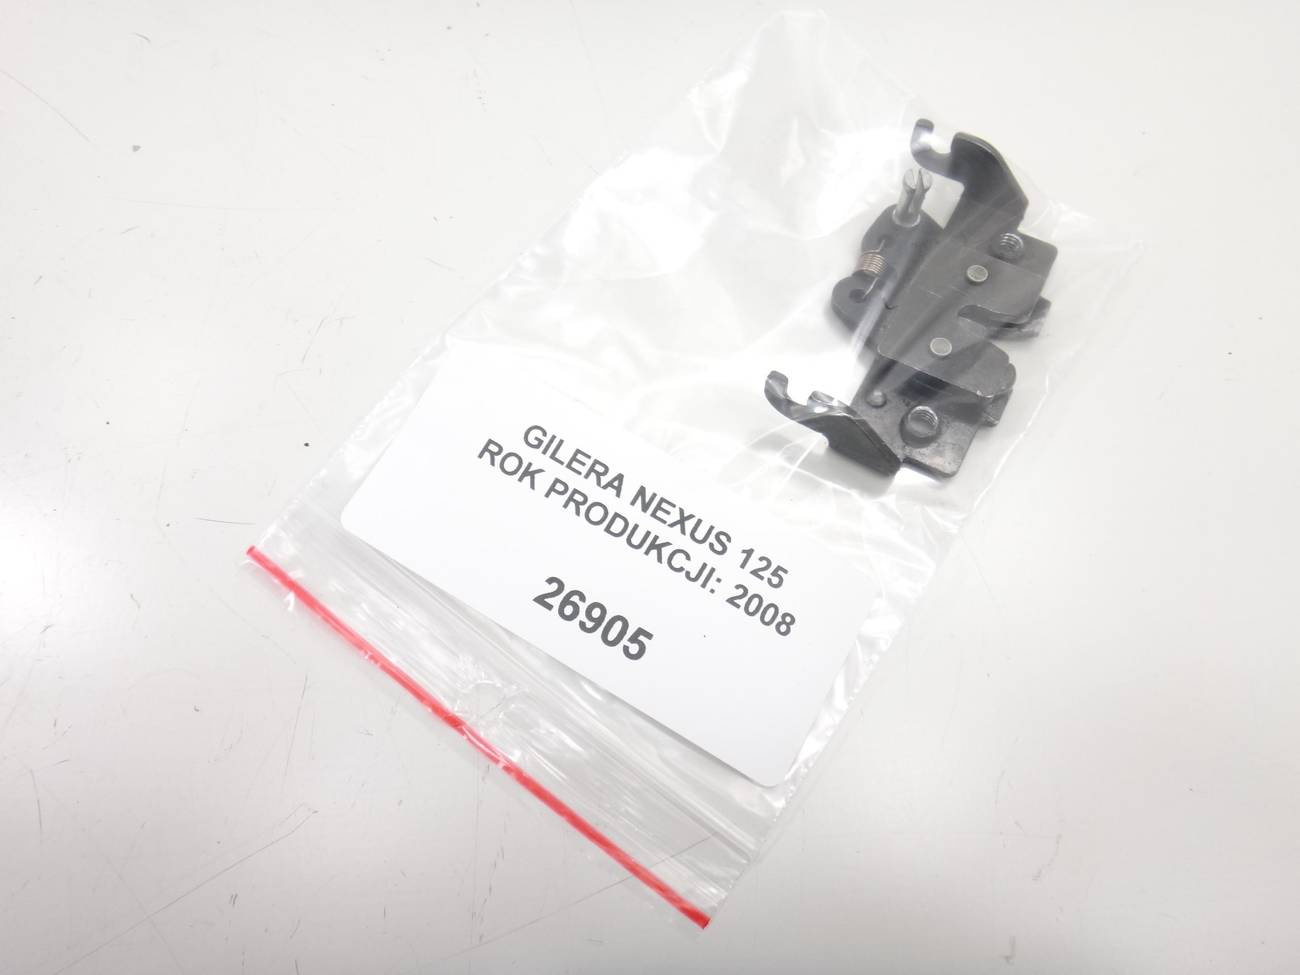 GILERA NEXUS 125
ROK PRODUKCJI: 2008
26905